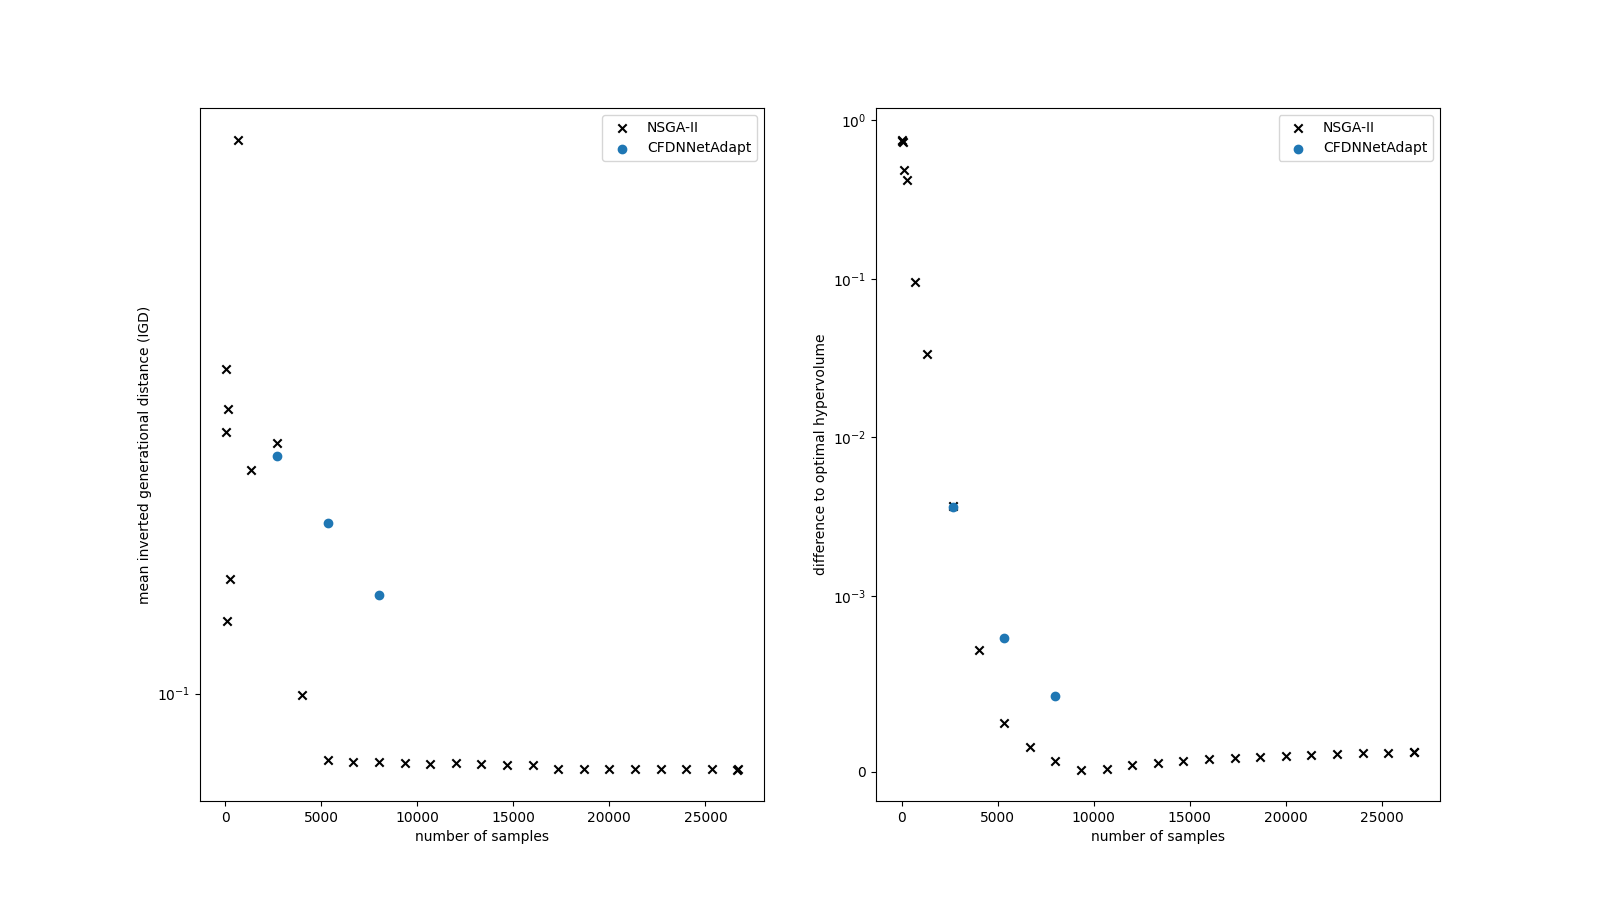 NSGA-II
CFDNNetAdapt
mean inverted generational distance (IGD)
10^{-1}
0 5000 10000 15000 20000 25000
number of samples
NSGA-II
CFDNNetAdapt
difference to optimal hypervolume
10^{0}
10^{-1}
10^{-2}
10^{-3}
0
0 5000 10000 15000 20000 25000
number of samples